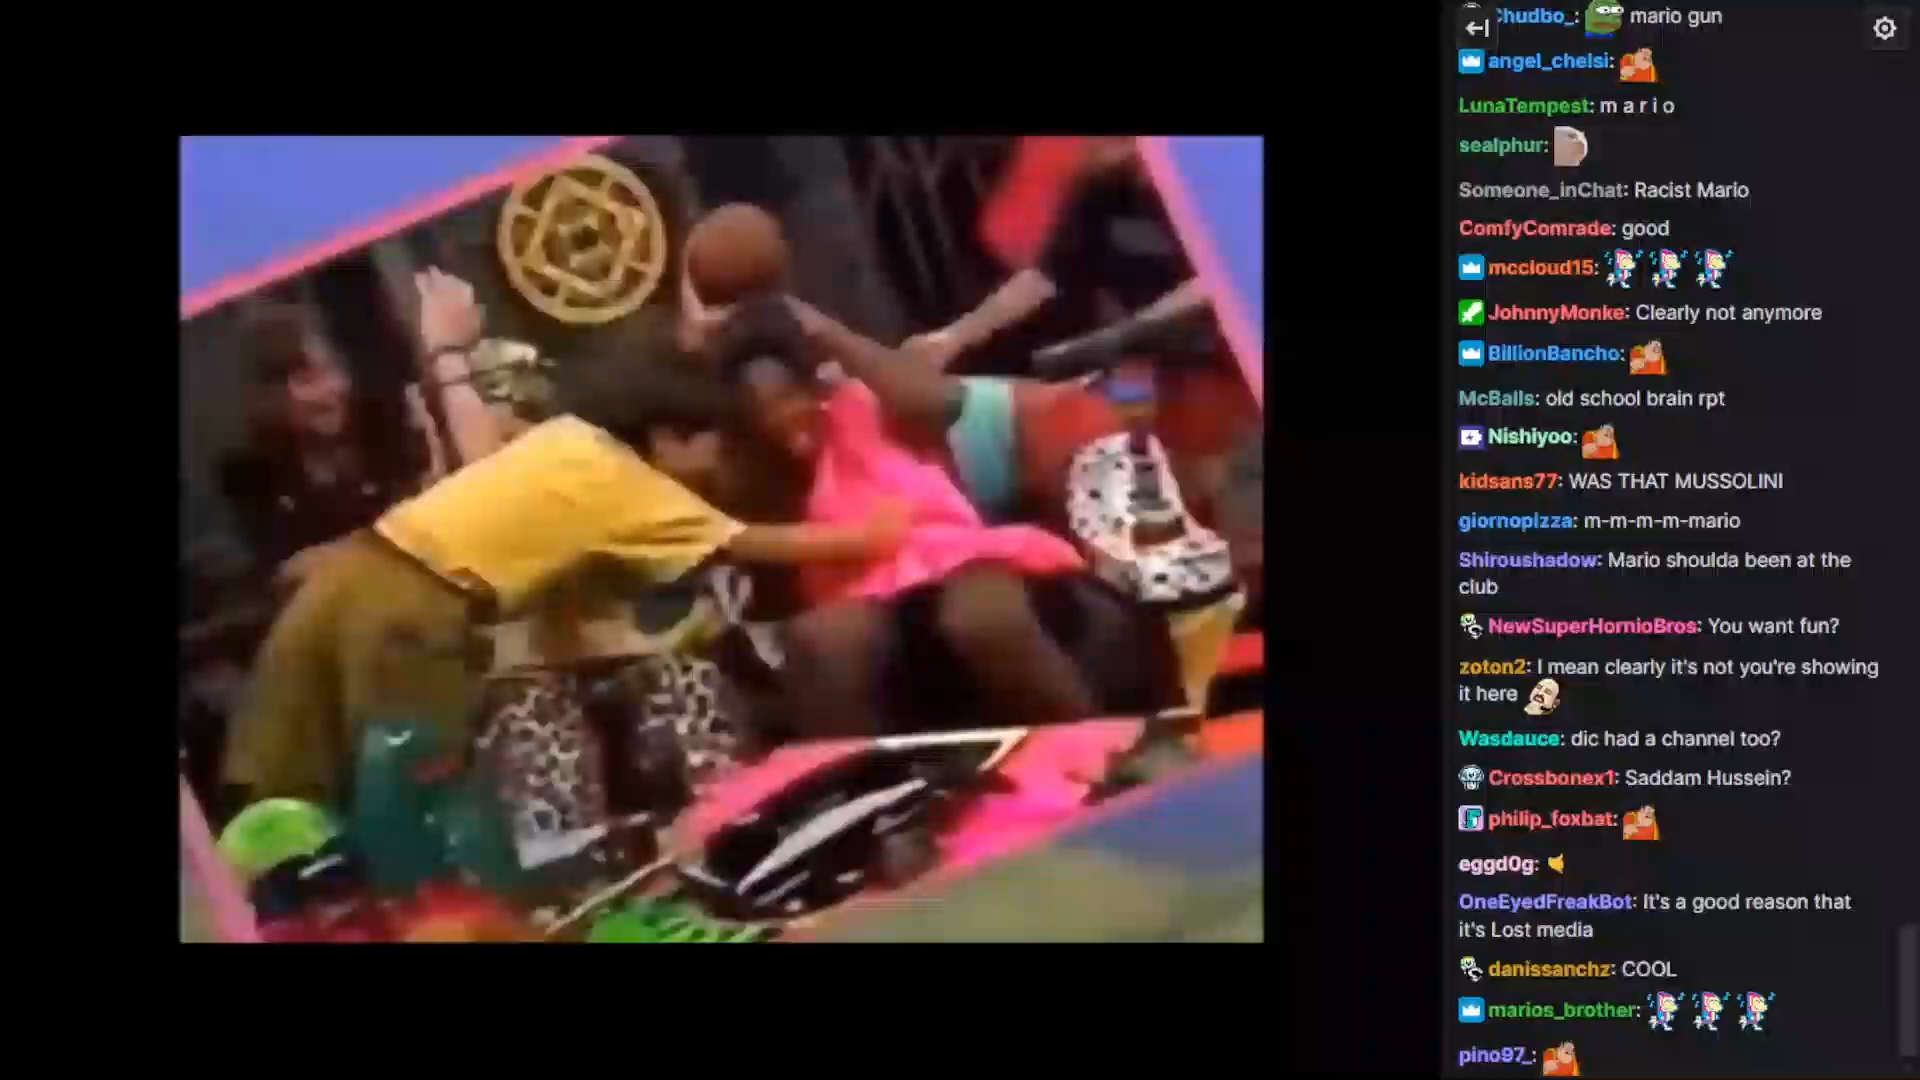 Chudbo_: mario gun
angel_chelsi:
LunaTempest: m a r i o
sealphur:
Someone_inChat: Racist Mario
ComfyComrade: good
mccloud15:
JohnnyMonke: Clearly not anymore
BillionBancho:
McBalls: old school brain rpt
Nishiyoo:
kidsans77: WAS THAT MUSSOLINI
giornopizza: m-m-m-m-mario
Shiroushadow: Mario shoulda been at the
club
NewSuperHornioBros: You want fun?
zoton2: I mean clearly it's not you're showing
it here
Wasdauce: dic had a channel too?
Crossbonex1: Saddam Hussein?
philip_foxbat:
eggd0g:
OneEyedFreakBot: It's a good reason that
it's Lost media
danissanchz: COOL
marios_brother:
pino97_: